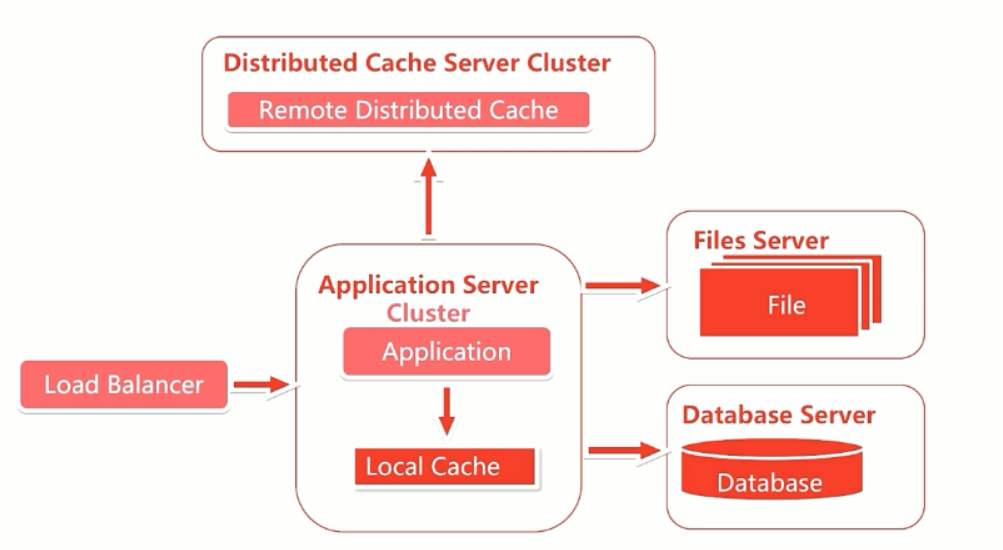 Distributed Cache Server Cluster
Remote Distributed Cache
Files Server
File
Application Server
Cluster
Application
Load Balancer
Local Cache
Database Server
Database